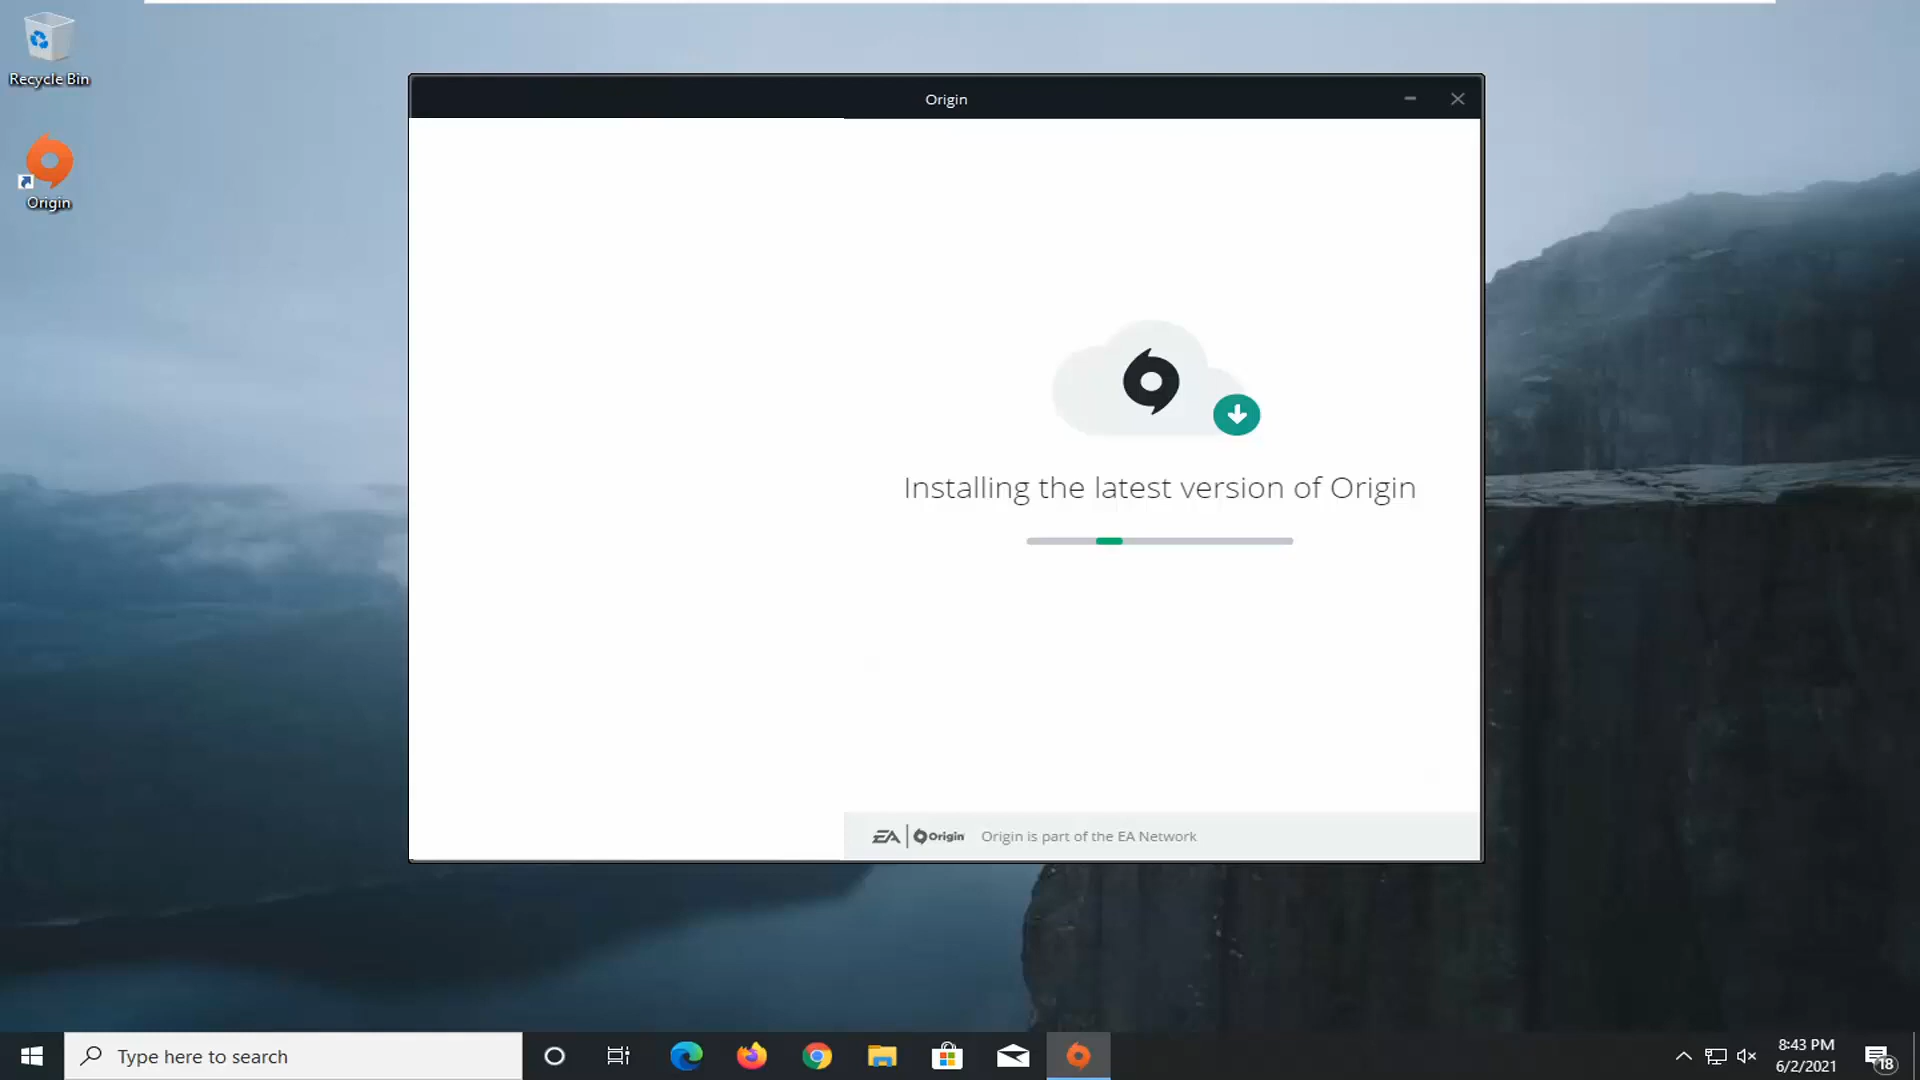 Recycle Bin
Origin
Origin
Installing the latest version of Origin
EA Origin Origin is part of the EA Network
Type here to search
8:43 PM
6/2/2021
18